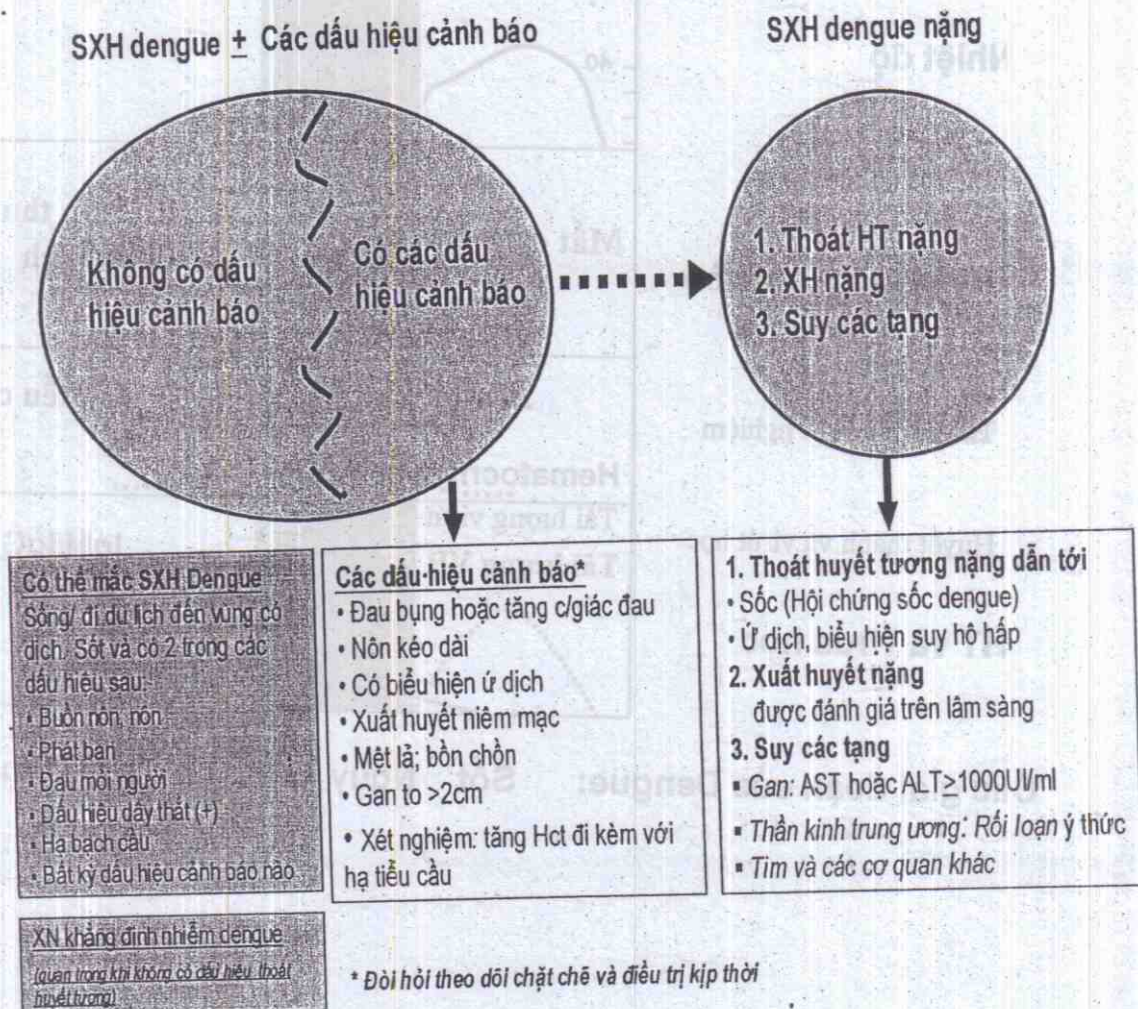 SXH dengue ± Các dấu hiệu cảnh báo
SXH dengue nặng
Không có dấu
hiệu cảnh báo
Có các dấu
hiệu cảnh báo
1. Thoát HT nặng
2. XH nặng
3. Suy các tạng
Có thể mắc SXH Dengue
Sống/ đi du lịch đến vùng có
dịch. Sốt và có 2 trong các
dấu hiệu sau:
• Buồn nôn, nôn
• Phát ban
• Đau mỏi người
• Dấu hiệu dây thắt (+)
• Hạ bạch cầu
• Bất kỳ dấu hiệu cảnh báo nào
XN khẳng định nhiễm dengue
(quan trọng khi không có dấu hiệu thoát
huyết tương)
Các dấu hiệu cảnh báo*
• Đau bụng hoặc tăng c/giác đau
• Nôn kéo dài
• Có biểu hiện ứ dịch
• Xuất huyết niêm mạc
• Mệt lả; bồn chồn
• Gan to >2cm
• Xét nghiệm: tăng Hct đi kèm với
hạ tiểu cầu
1. Thoát huyết tương nặng dẫn tới
• Sốc (Hội chứng sốc dengue)
• Ứ dịch, biểu hiện suy hô hấp
2. Xuất huyết nặng
được đánh giá trên lâm sàng
3. Suy các tạng
▪ Gan: AST hoặc ALT≥1000UI/ml
▪ Thần kinh trung ương: Rối loạn ý thức
▪ Tim và các cơ quan khác
* Đòi hỏi theo dõi chặt chẽ và điều trị kịp thời